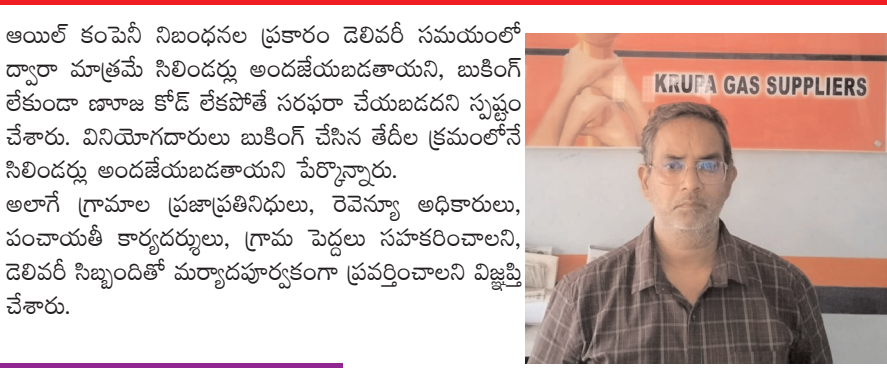 ఆయిల్ కంపెనీ నిబంధనల ప్రకారం డెలివరీ సమయంలో
ద్వారా మాత్రమే సిలిండర్లు అందజేయబడతాయని, బుకింగ్
లేకుండా ణూజ కోడ్ లేకపోతే సరఫరా చేయబడదని స్పష్టం
చేశారు. వినియోగదారులు బుకింగ్ చేసిన తేదీల క్రమంలోనే
సిలిండర్లు అందజేయబడతాయని పేర్కొన్నారు.
అలాగే గ్రామాల ప్రజాప్రతినిధులు, రెవెన్యూ అధికారులు,
పంచాయతీ కార్యదర్శులు, గ్రామ పెద్దలు సహకరించాలని,
డెలివరీ సిబ్బందితో మర్యాదపూర్వకంగా ప్రవర్తించాలని విజ్ఞప్తి
చేశారు.
KRUPA GAS SUPPLIERS